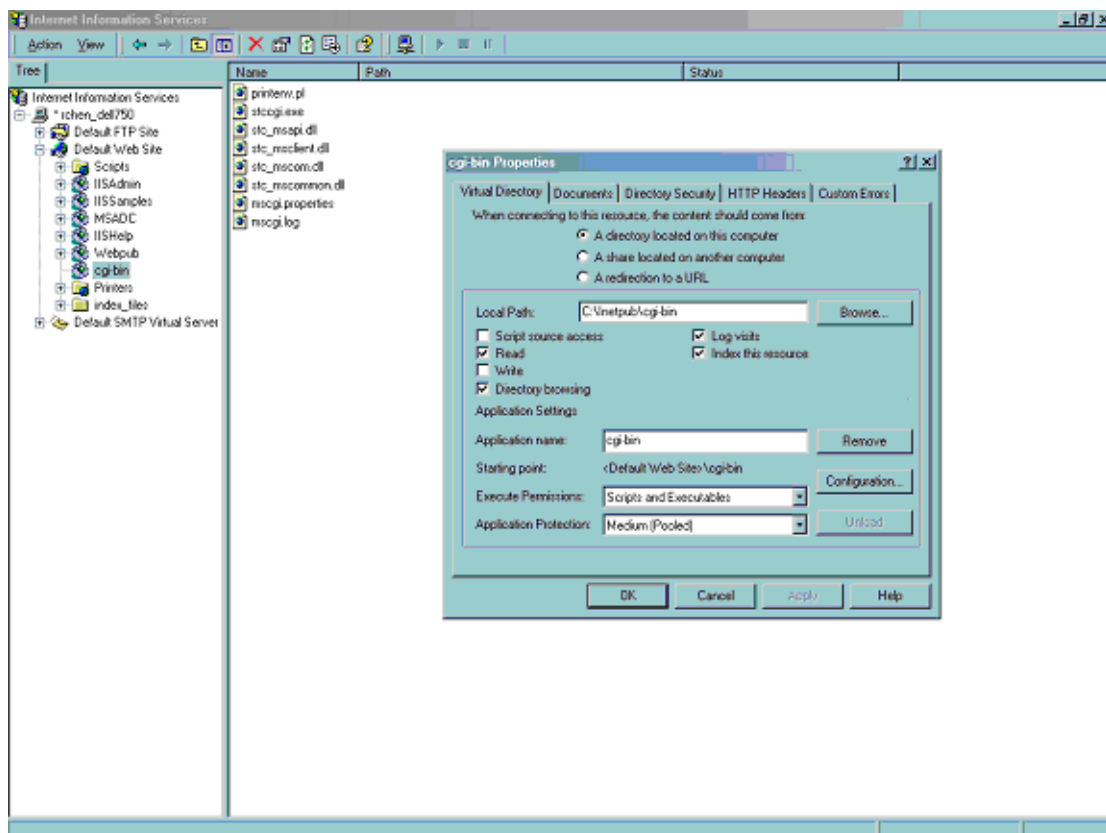 Internet Information Services
Action View
Tree
Name Path Status
Internet Information Services
* rchen_dell750
Default FTP Site
Default Web Site
Scripts
IISAdmin
IISSamples
MSADC
IISHelp
Webpub
cgi-bin
Printers
index_files
Default SMTP Virtual Server
printenv.pl
stccgi.exe
stc_msapi.dll
stc_msclient.dll
stc_mscom.dll
stc_mscommon.dll
mscgi.properties
mscgi.log
cgi-bin Properties
Virtual Directory Documents Directory Security HTTP Headers Custom Errors
When connecting to this resource, the content should come from:
A directory located on this computer
A share located on another computer
A redirection to a URL
Local Path: C:\Inetpub\cgi-bin Browse...
Script source access Log visits
Read Index this resource
Write
Directory browsing
Application Settings
Application name: cgi-bin Remove
Starting point: <Default Web Site>\cgi-bin
Configuration...
Execute Permissions: Scripts and Executables
Application Protection: Medium (Pooled) Unload
OK Cancel Apply Help